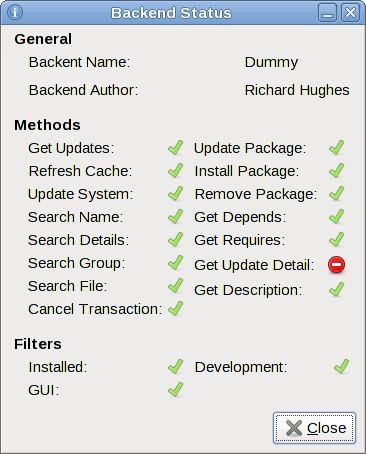 Backend Status
General
Backent Name: Dummy
Backend Author: Richard Hughes
Methods
Get Updates: Update Package:
Refresh Cache: Install Package:
Update System: Remove Package:
Search Name: Get Depends:
Search Details: Get Requires:
Search Group: Get Update Detail:
Search File: Get Description:
Cancel Transaction:
Filters
Installed: Development:
GUI:
Close